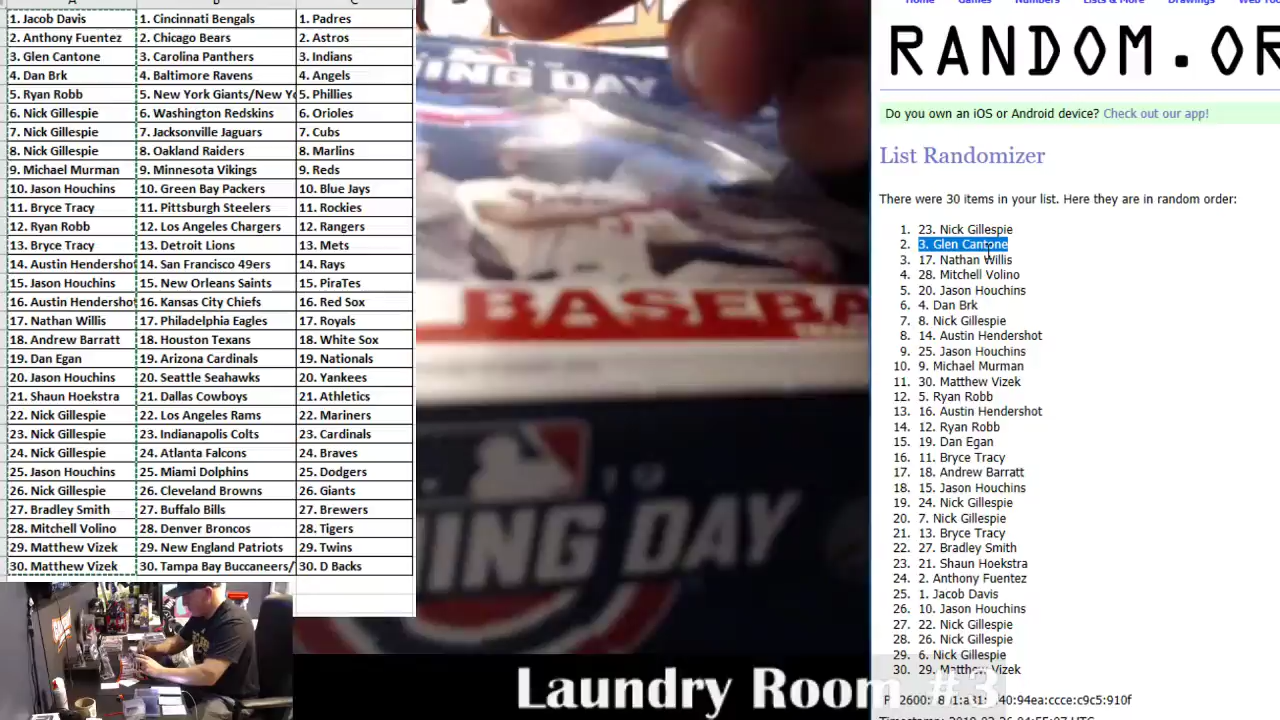 1. Jacob Davis 1. Cincinnati Bengals 1. Padres
2. Anthony Fuentez 2. Chicago Bears 2. Astros
3. Glen Cantone 3. Carolina Panthers 3. Indians
4. Dan Brk 4. Baltimore Ravens 4. Angels
5. Ryan Robb 5. New York Giants/New Yo 5. Phillies
6. Nick Gillespie 6. Washington Redskins 6. Orioles
7. Nick Gillespie 7. Jacksonville Jaguars 7. Cubs
8. Nick Gillespie 8. Oakland Raiders 8. Marlins
9. Michael Murman 9. Minnesota Vikings 9. Reds
10. Jason Houchins 10. Green Bay Packers 10. Blue Jays
11. Bryce Tracy 11. Pittsburgh Steelers 11. Rockies
12. Ryan Robb 12. Los Angeles Chargers 12. Rangers
13. Bryce Tracy 13. Detroit Lions 13. Mets
14. Austin Hendershot 14. San Francisco 49ers 14. Rays
15. Jason Houchins 15. New Orleans Saints 15. PiraTes
16. Austin Hendershot 16. Kansas City Chiefs 16. Red Sox
17. Nathan Willis 17. Philadelphia Eagles 17. Royals
18. Andrew Barratt 18. Houston Texans 18. White Sox
19. Dan Egan 19. Arizona Cardinals 19. Nationals
20. Jason Houchins 20. Seattle Seahawks 20. Yankees
21. Shaun Hoekstra 21. Dallas Cowboys 21. Athletics
22. Nick Gillespie 22. Los Angeles Rams 22. Mariners
23. Nick Gillespie 23. Indianapolis Colts 23. Cardinals
24. Nick Gillespie 24. Atlanta Falcons 24. Braves
25. Jason Houchins 25. Miami Dolphins 25. Dodgers
26. Nick Gillespie 26. Cleveland Browns 26. Giants
27. Bradley Smith 27. Buffalo Bills 27. Brewers
28. Mitchell Volino 28. Denver Broncos 28. Tigers
29. Matthew Vizek 29. New England Patriots 29. Twins
30. Matthew Vizek 30. Tampa Bay Buccaneers/ 30. D Backs
NING DAY
BASEBA
19
NING DAY
Laundry Room #3
Home Games Numbers Lists & More Drawings Web Too
RANDOM.OR
Do you own an iOS or Android device? Check out our app!
List Randomizer
There were 30 items in your list. Here they are in random order:
1. 23. Nick Gillespie
2. 3. Glen Cantone
3. 17. Nathan Willis
4. 28. Mitchell Volino
5. 20. Jason Houchins
6. 4. Dan Brk
7. 8. Nick Gillespie
8. 14. Austin Hendershot
9. 25. Jason Houchins
10. 9. Michael Murman
11. 30. Matthew Vizek
12. 5. Ryan Robb
13. 16. Austin Hendershot
14. 12. Ryan Robb
15. 19. Dan Egan
16. 11. Bryce Tracy
17. 18. Andrew Barratt
18. 15. Jason Houchins
19. 24. Nick Gillespie
20. 7. Nick Gillespie
21. 13. Bryce Tracy
22. 27. Bradley Smith
23. 21. Shaun Hoekstra
24. 2. Anthony Fuentez
25. 1. Jacob Davis
26. 10. Jason Houchins
27. 22. Nick Gillespie
28. 26. Nick Gillespie
29. 6. Nick Gillespie
30. 29. Matthew Vizek